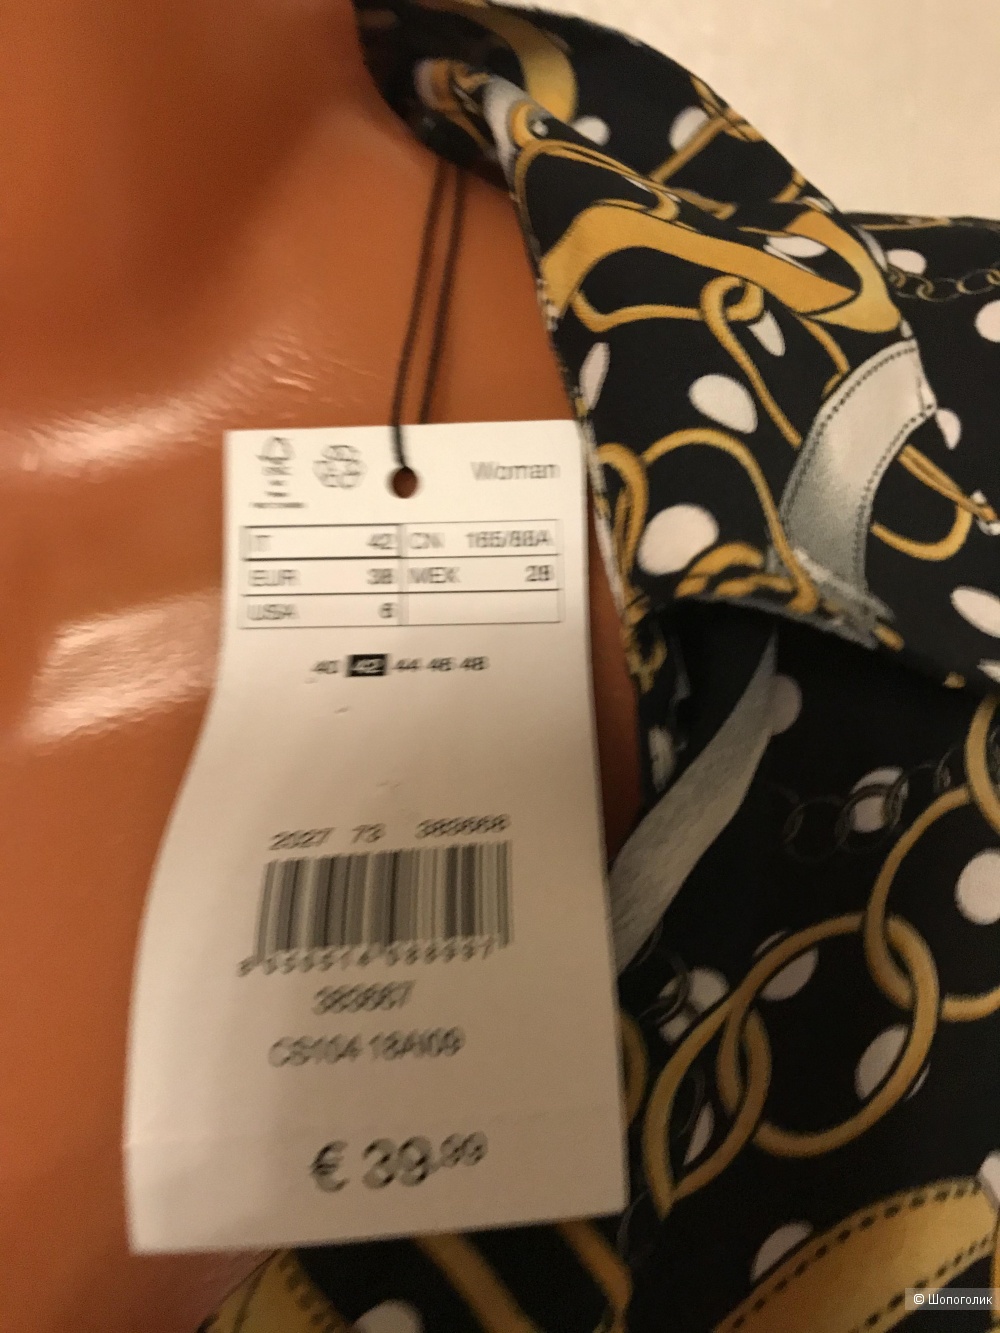 Woman
IT 42 CN 165/88A
EUR 38 MEX 28
USA 6
40 42 44 46 48
2027 73 383668
383667
CS104 18AI09
€ 39.99
© Шопоголик